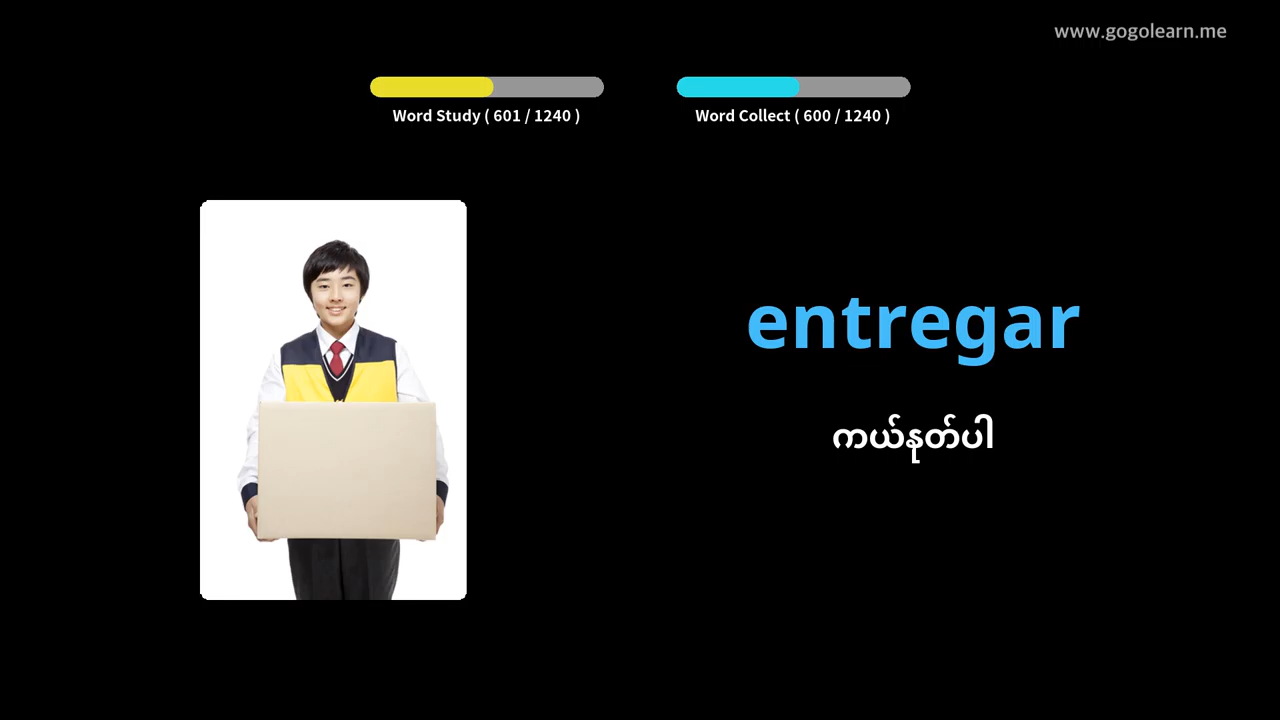 www.gogolearn.me
Word Study ( 601 / 1240 )
Word Collect ( 600 / 1240 )
entregar
ကယ်နုတ်ပါ